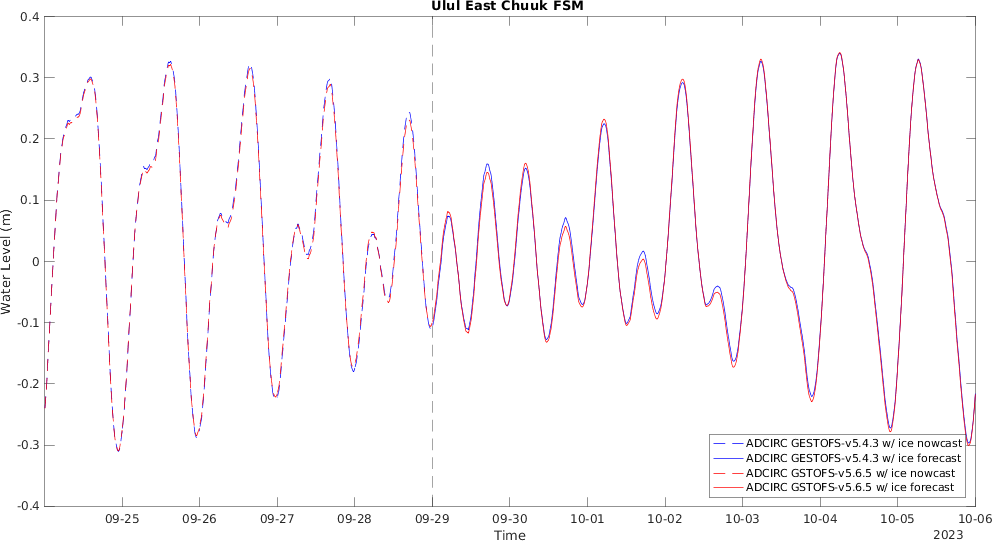 Ulul East Chuuk FSM
0.4
0.3
0.2
0.1
0
-0.1
-0.2
-0.3
-0.4
Water Level (m)
ADCIRC GESTOFS-v5.4.3 w/ ice nowcast
ADCIRC GESTOFS-v5.4.3 w/ ice forecast
ADCIRC GSTOFS-v5.6.5 w/ ice nowcast
ADCIRC GSTOFS-v5.6.5 w/ ice forecast
09-25 09-26 09-27 09-28 09-29 09-30 10-01 10-02 10-03 10-04 10-05 10-06
Time
2023